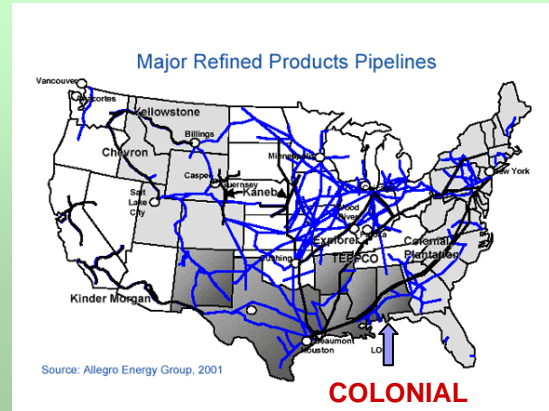 Major Refined Products Pipelines
Vancouver
Anacortes
Yellowstone
Billings
Minneapolis
Chevron
Casper
Guernsey
Kaneb
New York
Salt
Lake
City
Wood
River
Explorer
Colonial
Plantation
TEPPCO
Cushing
Kinder Morgan
Beaumont
Houston
LO
Source: Allegro Energy Group, 2001
COLONIAL